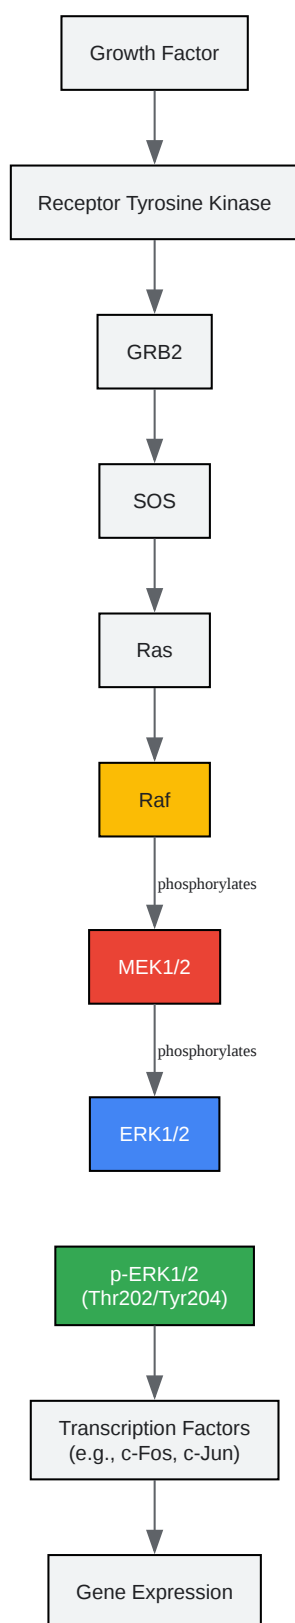 Growth Factor
Receptor Tyrosine Kinase
GRB2
SOS
Ras
Raf
phosphorylates
MEK1/2
phosphorylates
ERK1/2
p-ERK1/2
(Thr202/Tyr204)
Transcription Factors
(e.g., c-Fos, c-Jun)
Gene Expression